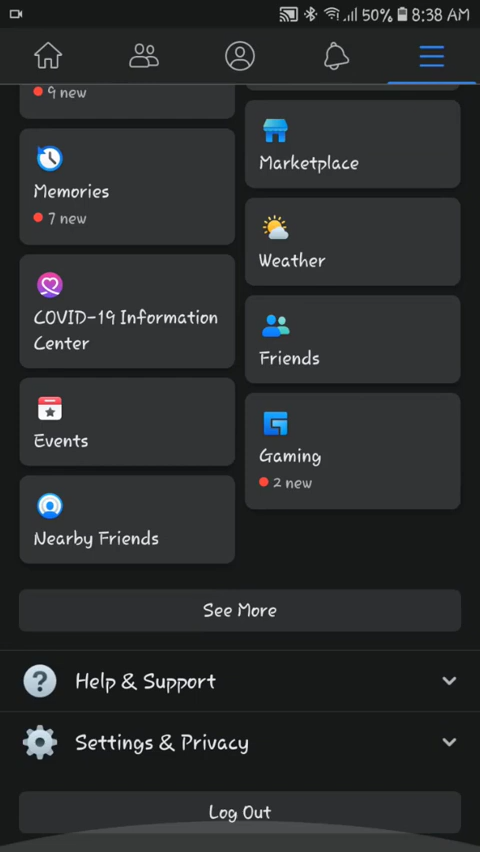 50% 8:38 AM
9 new
Memories
7 new
COVID-19 Information
Center
Events
Nearby Friends
Marketplace
Weather
Friends
Gaming
2 new
See More
Help & Support
Settings & Privacy
Log Out